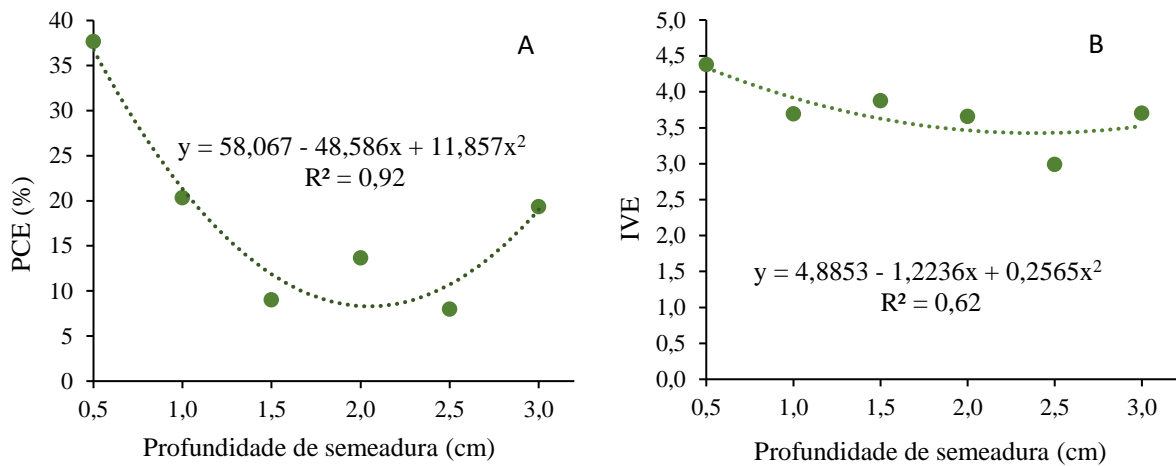 A
40
35
30
25
20
15
10
5
0
PCE (%)
y = 58,067 - 48,586x + 11,857x²
R² = 0,92
0,5 1,0 1,5 2,0 2,5 3,0
Profundidade de semeadura (cm)
B
5,0
4,5
4,0
3,5
3,0
2,5
2,0
1,5
1,0
0,5
0,0
IVE
y = 4,8853 - 1,2236x + 0,2565x²
R² = 0,62
0,5 1,0 1,5 2,0 2,5 3,0
Profundidade de semeadura (cm)